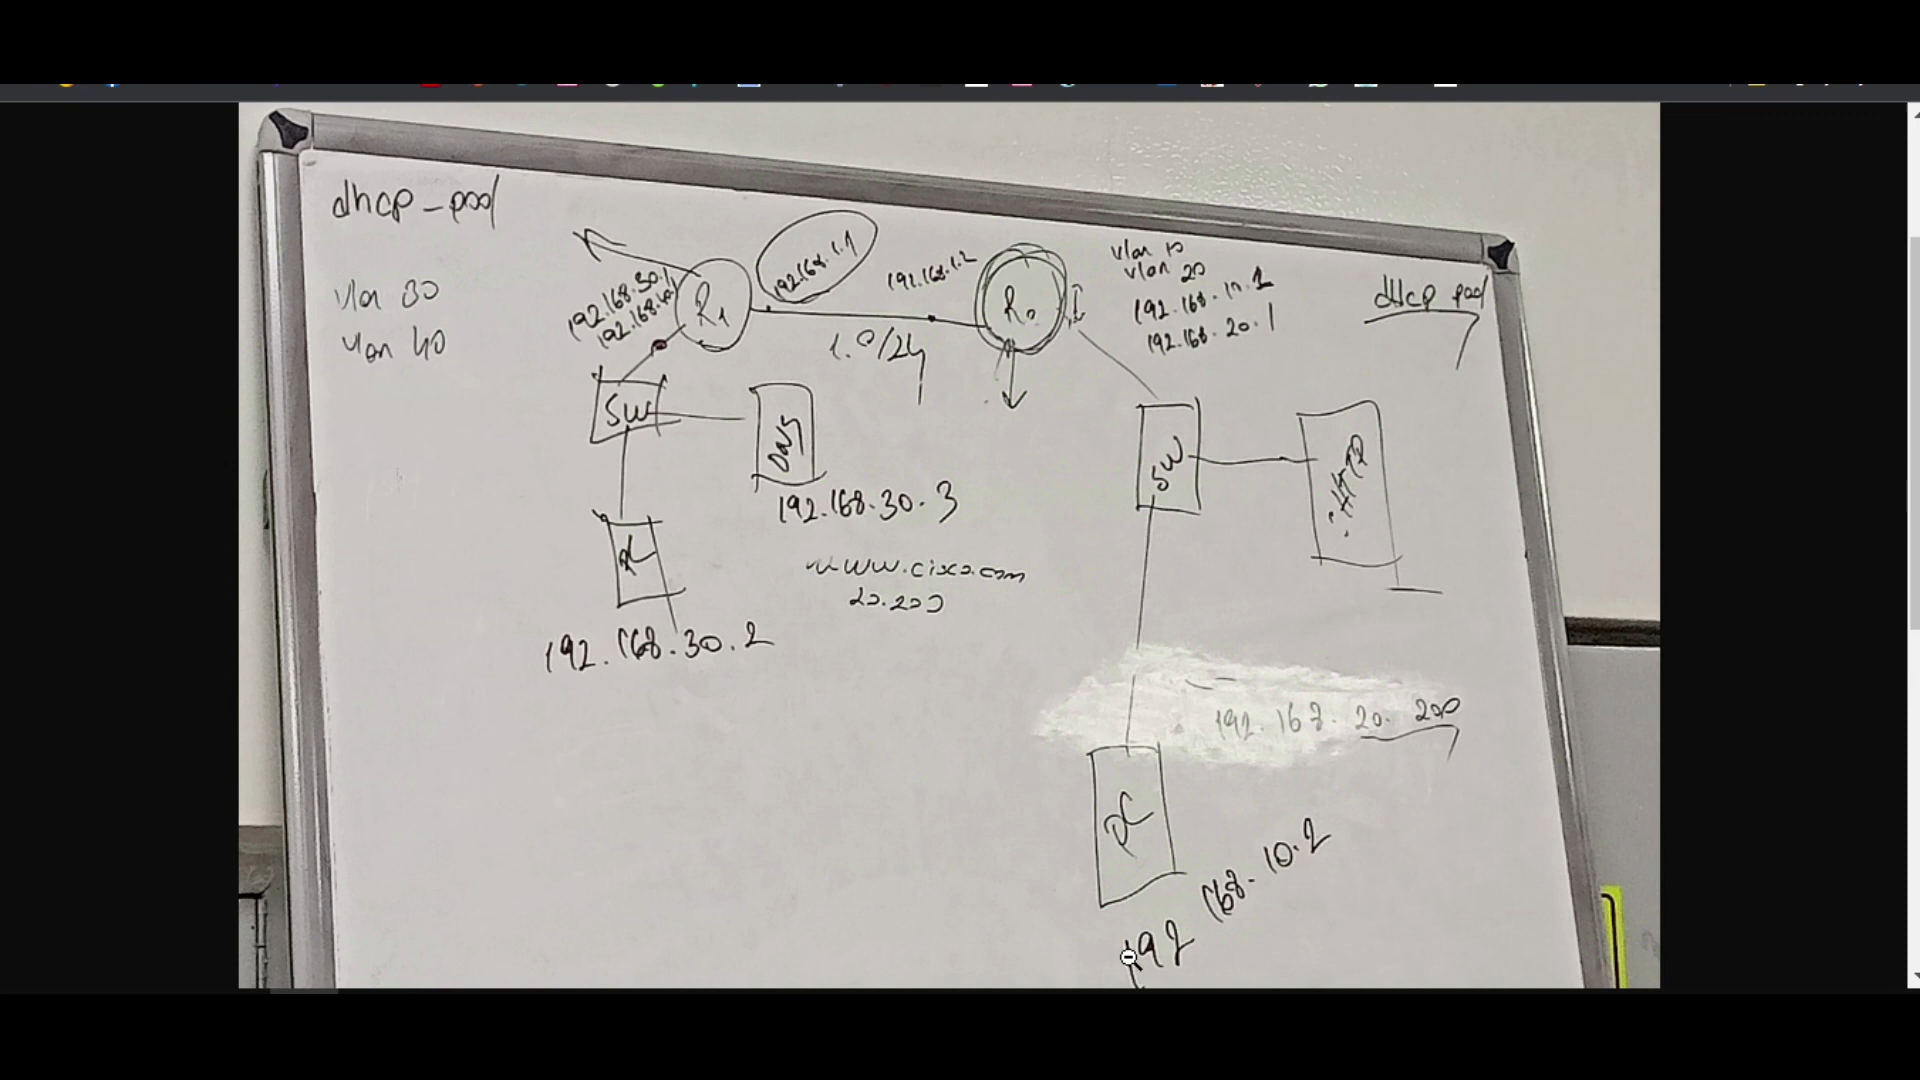 dhcp_pool
vlan 30
vlan 40
192.168.30.1
192.168.40.1
R1
192.168.1.1
192.168.1.2
1.0/24
R0
vlan 10
vlan 20
192.168.10.1
192.168.20.1
dhcp pool
SW
DNS
192.168.30.3
PC
192.168.30.2
www.cisco.com
20.200
SW
HTTP
192.168.20.200
PC
192.168.10.2